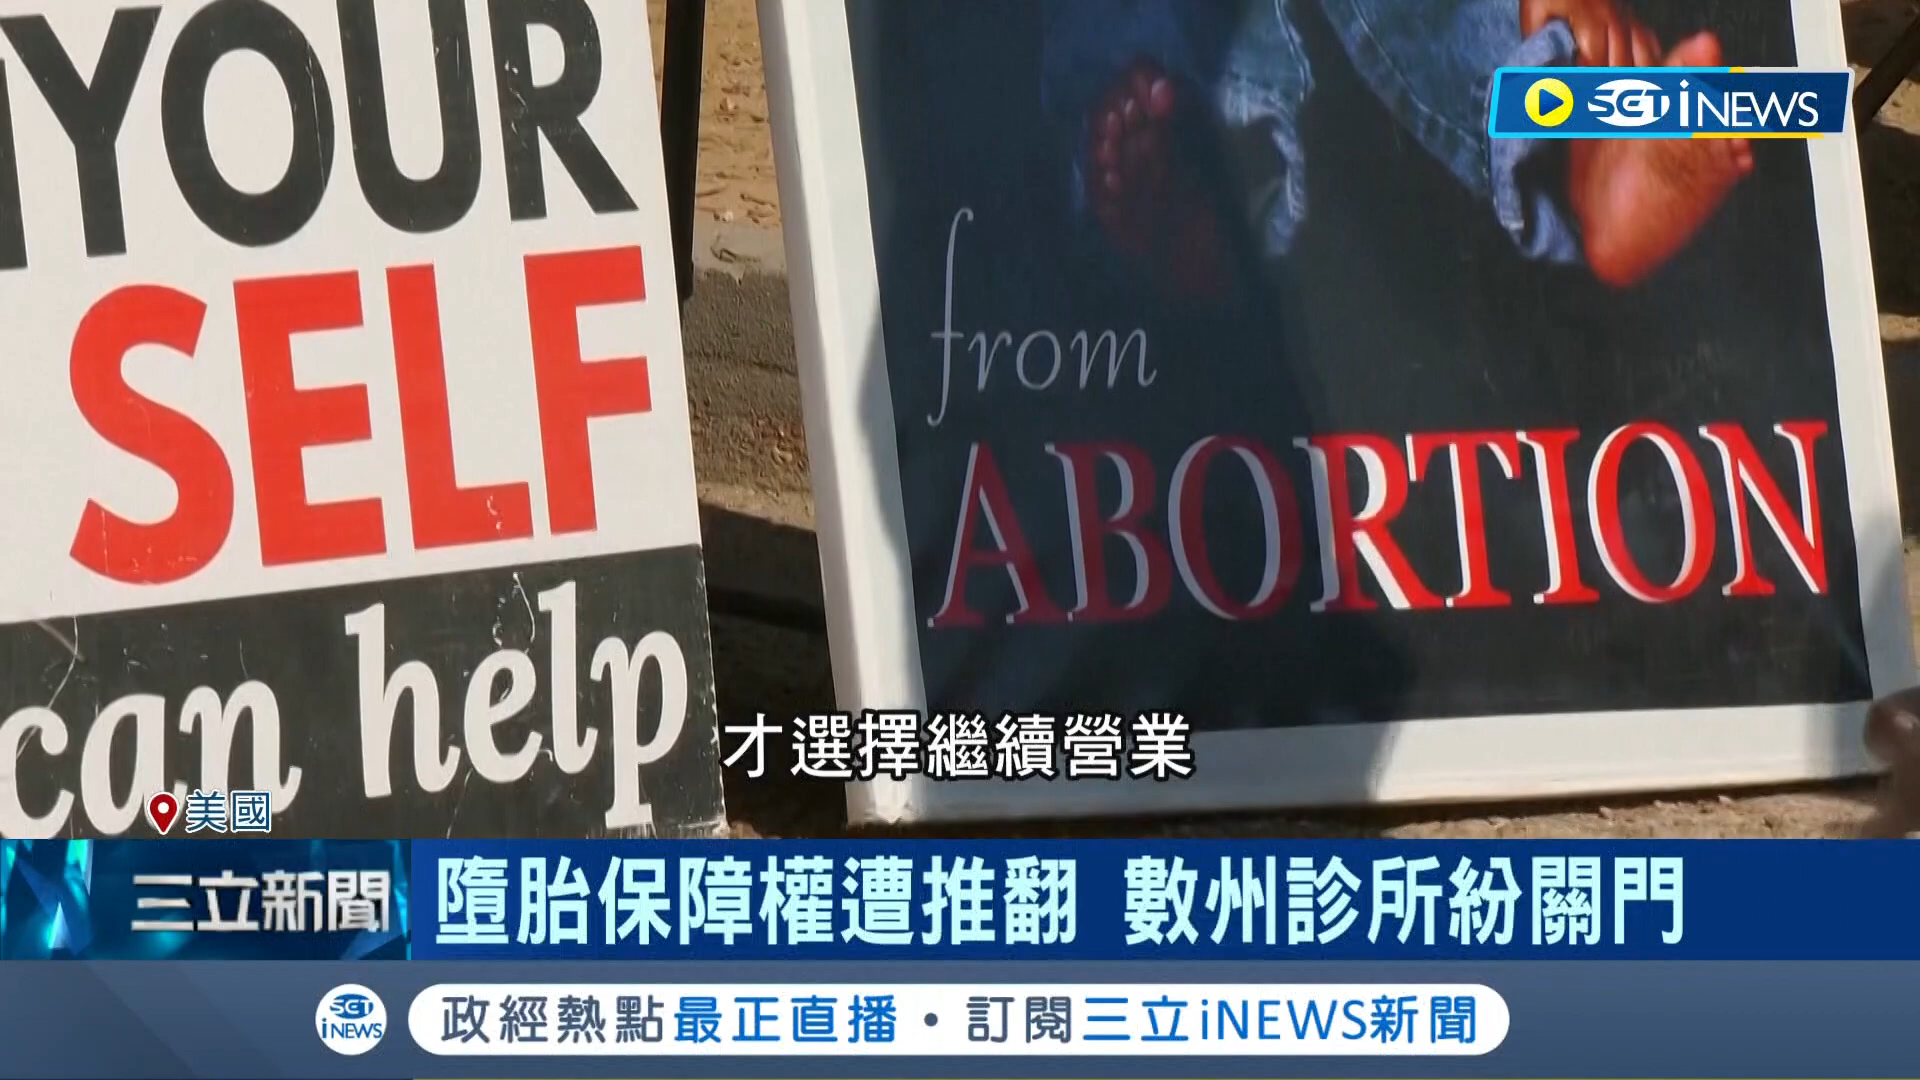 YOUR
SELF
can help
from
ABORTION
SET iNEWS
才選擇繼續營業
美國
三立新聞
墮胎保障權遭推翻 數州診所紛關門
SET iNEWS
政經熱點最正直播・訂閱三立iNEWS新聞